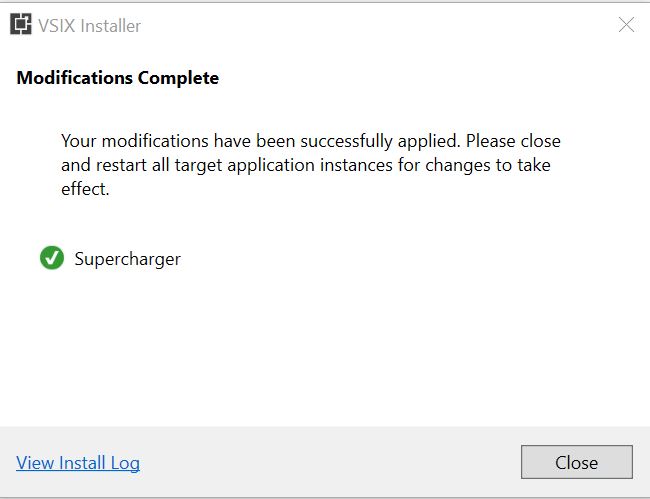 VSIX Installer
Modifications Complete
Your modifications have been successfully applied. Please close
and restart all target application instances for changes to take
effect.
Supercharger
View Install Log
Close